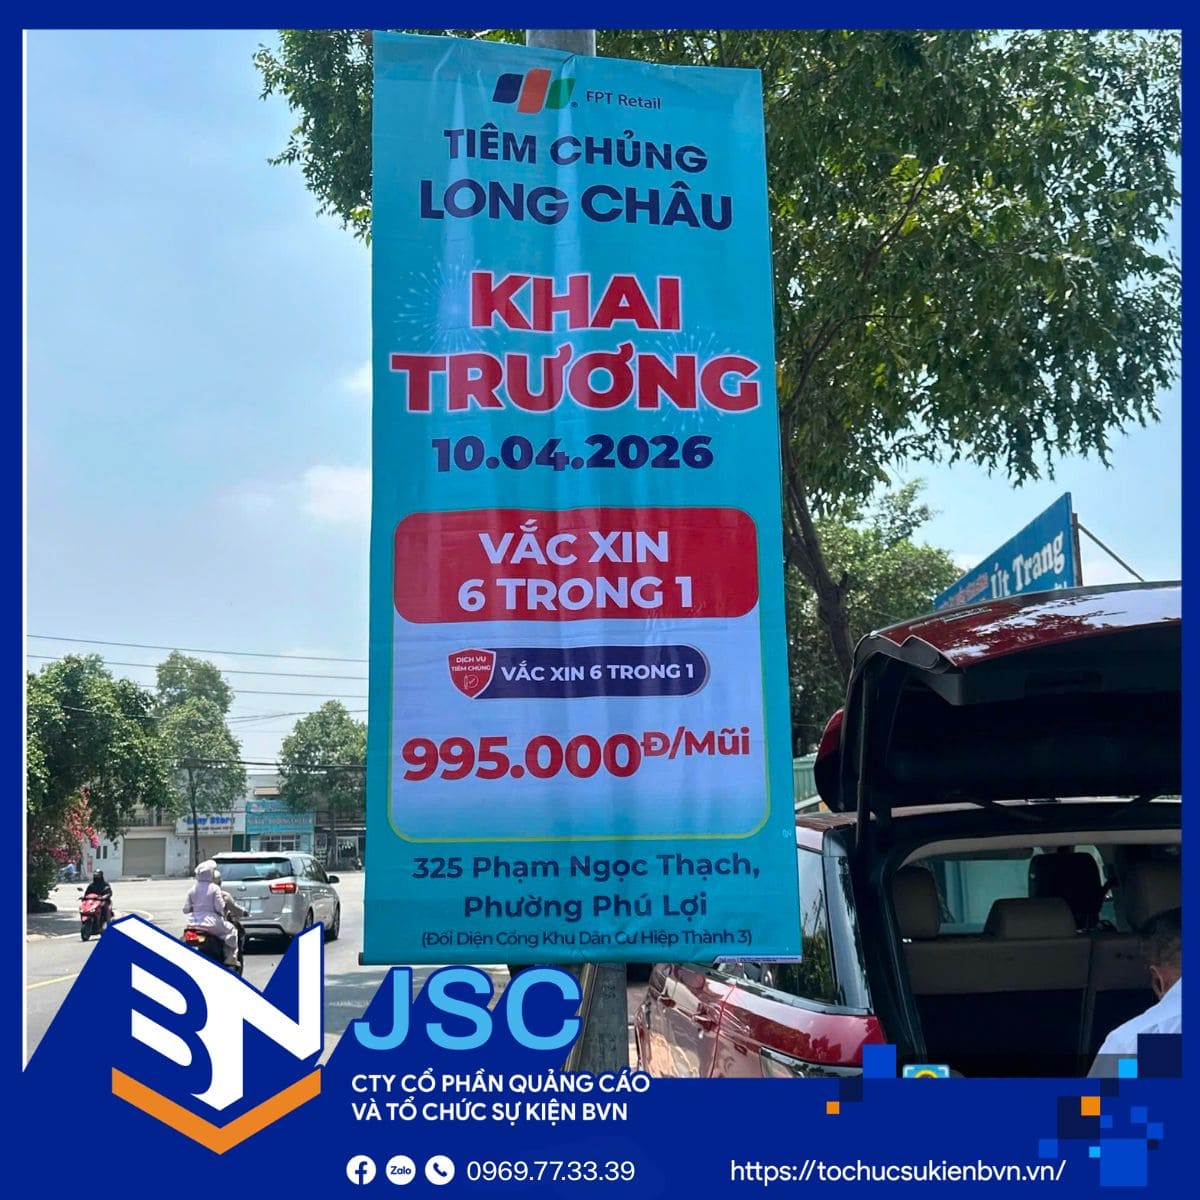 FPT Retail
TIÊM CHỦNG
LONG CHÂU
KHAI
TRƯƠNG
10.04.2026
VẮC XIN
6 TRONG 1
DỊCH VỤ
TIÊM CHỦNG
VẮC XIN 6 TRONG 1
995.000Đ/Mũi
325 Phạm Ngọc Thạch,
Phường Phú Lợi
(Đối Diện Cổng Khu Dân Cư Hiệp Thành 3)
Út Trang
BVN JSC
CTY CỔ PHẦN QUẢNG CÁO
VÀ TỔ CHỨC SỰ KIỆN BVN
Zalo
0969.77.33.39
https://tochucsukienbvn.vn/